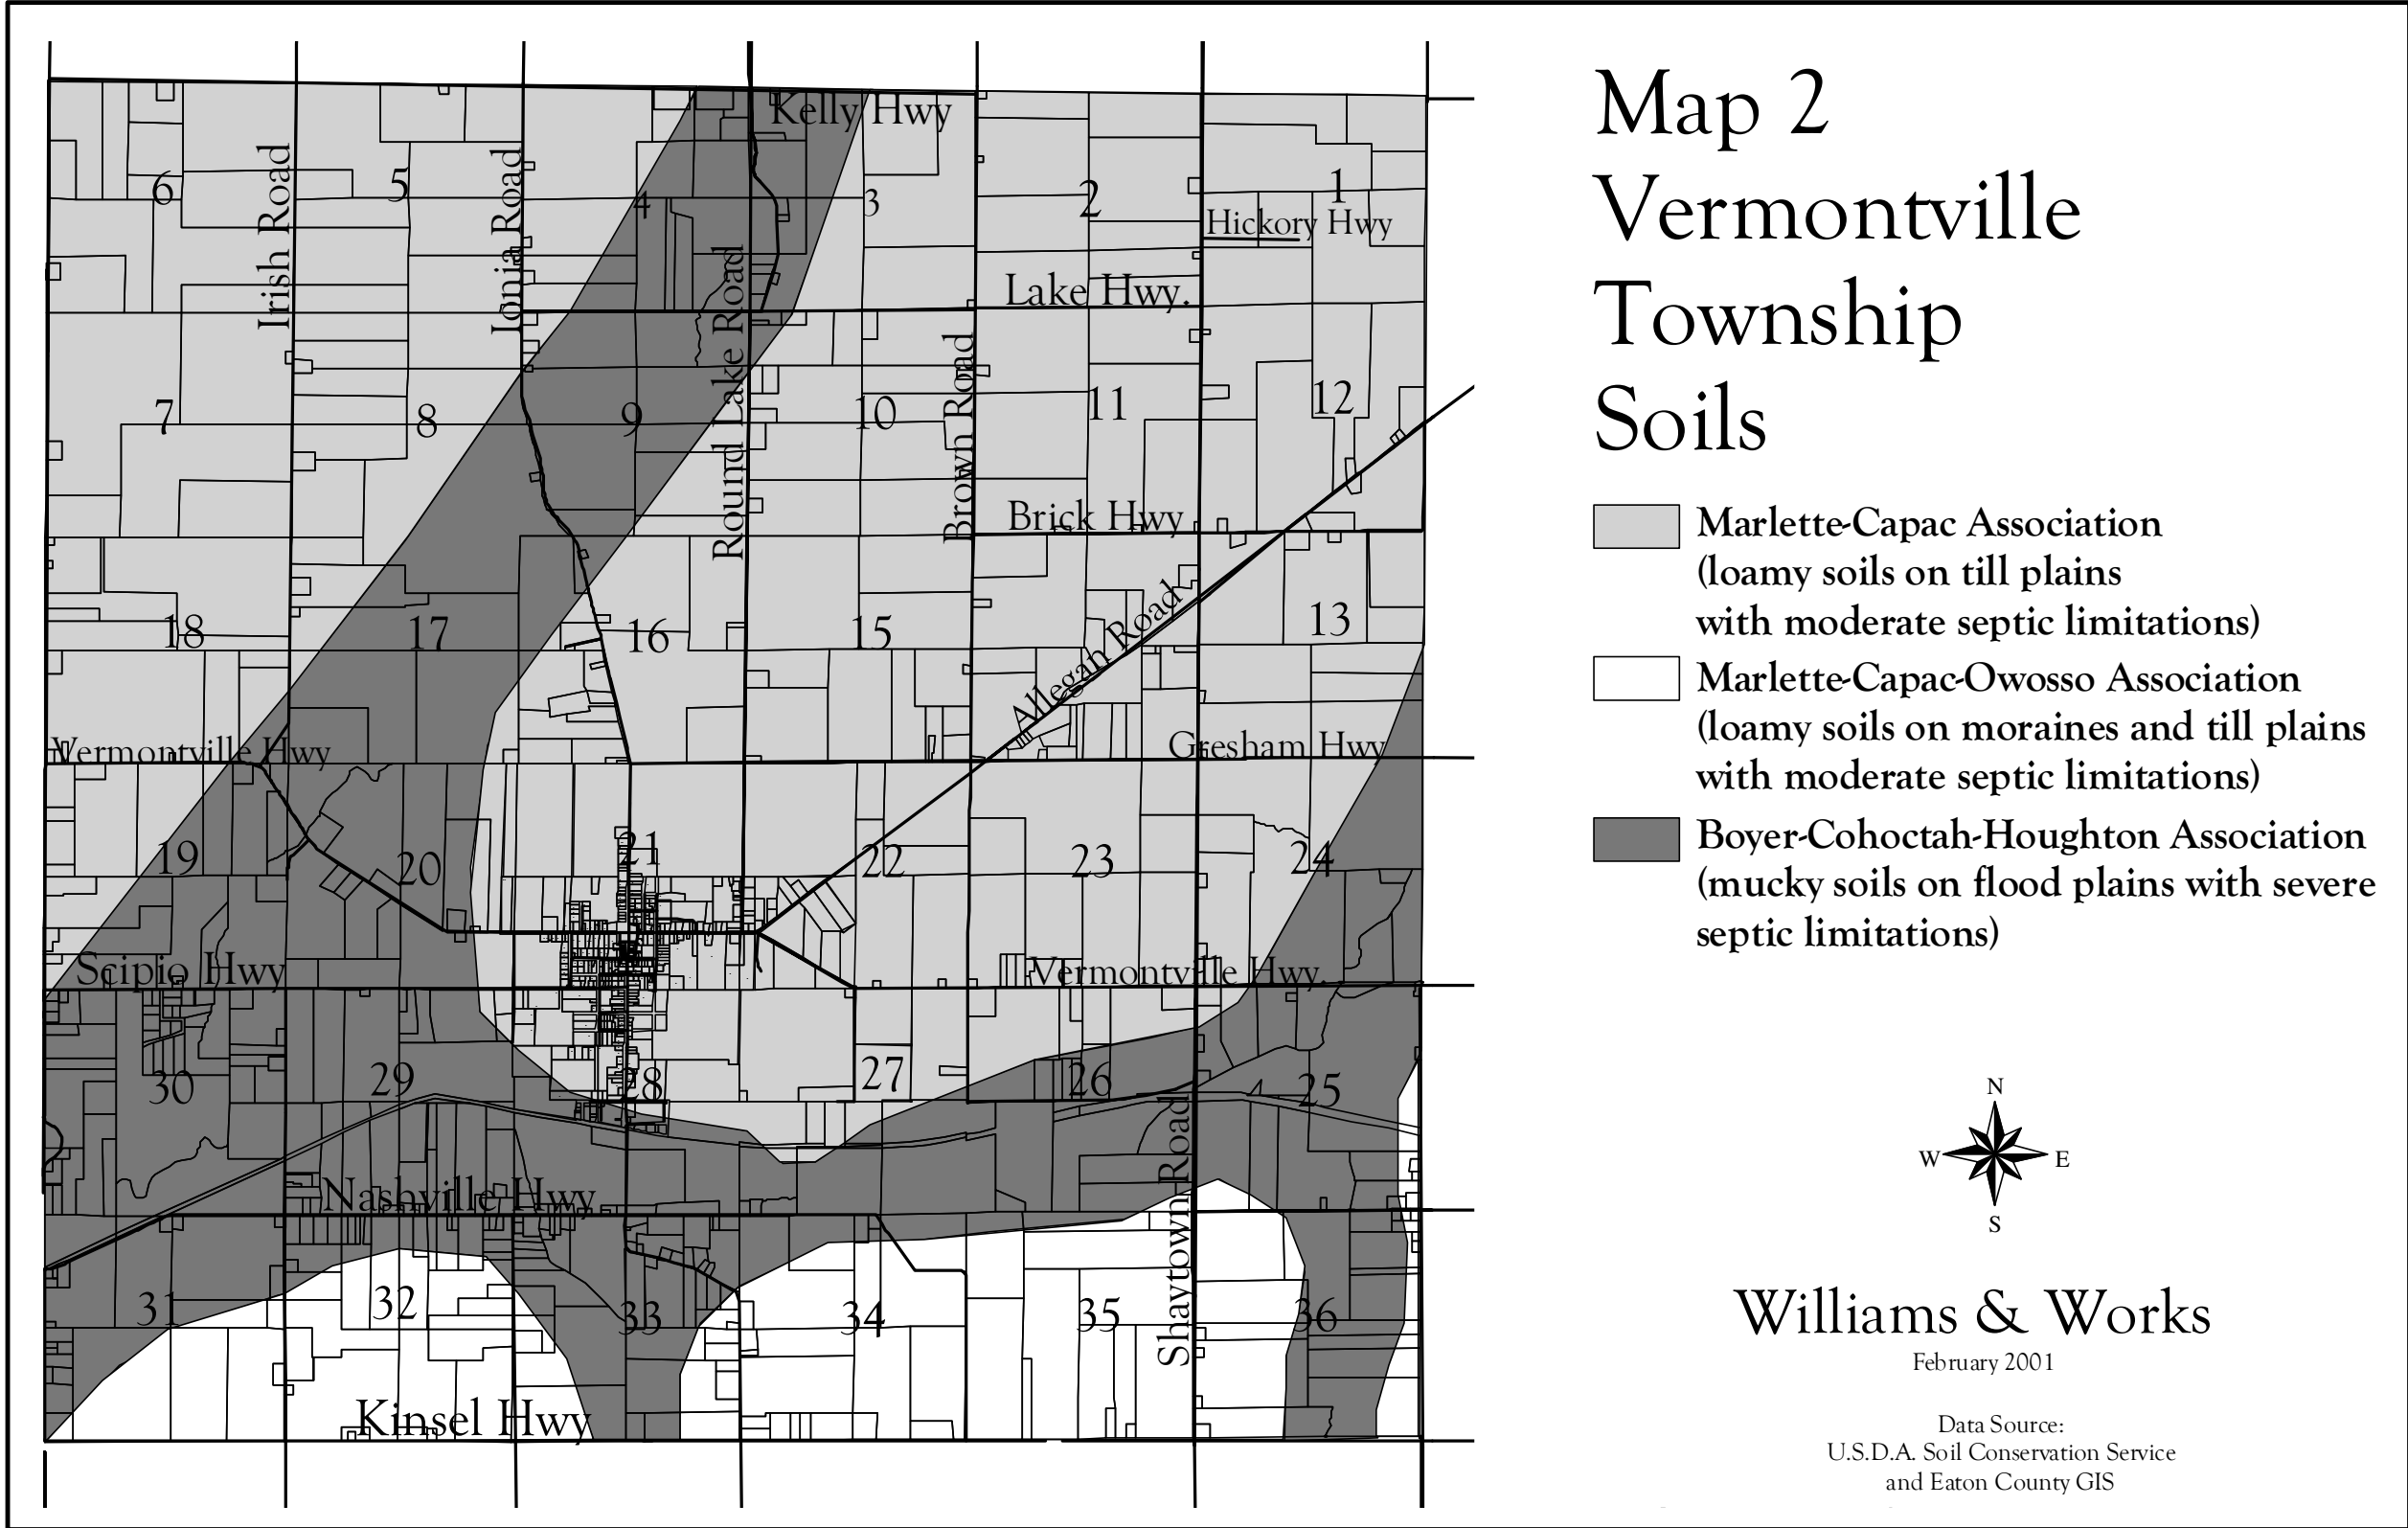 Map 2
Vermontville
Township
Soils
Marlette-Capac Association
(loamy soils on till plains
with moderate septic limitations)
Marlette-Capac-Owosso Association
(loamy soils on moraines and till plains
with moderate septic limitations)
Boyer-Cohoctah-Houghton Association
(mucky soils on flood plains with severe
septic limitations)
N
W E
S
Williams & Works
February 2001
Data Source:
U.S.D.A. Soil Conservation Service
and Eaton County GIS
Kelly Hwy
6 5 4 3 2 1
Irish Road
Ionia Road
Hickory Hwy
Lake Hwy.
Round Lake Road
Brown Road
7 8 9 10 11 12
Brick Hwy
Allegan Road
18 17 16 15 13
Vermontville Hwy
Gresham Hwy
19 20 21 22 23 24
Scipio Hwy
Vermontville Hwy.
30 29 28 27 26 25
Nashville Hwy
Shaytown Road
31 32 33 34 35 36
Kinsel Hwy